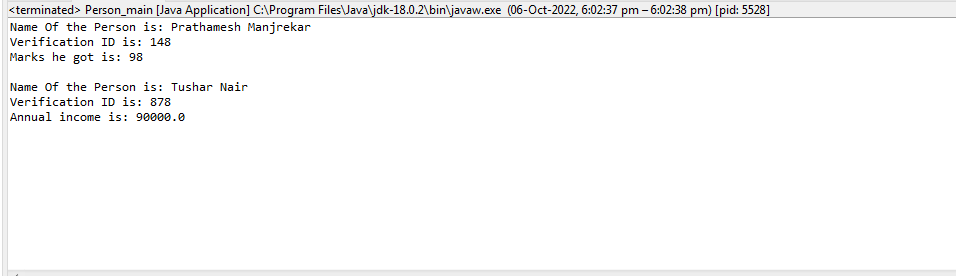 <terminated> Person_main [Java Application] C:\Program Files\Java\jdk-18.0.2\bin\javaw.exe (06-Oct-2022, 6:02:37 pm – 6:02:38 pm) [pid: 5528]
Name Of the Person is: Prathamesh Manjrekar
Verification ID is: 148
Marks he got is: 98
Name Of the Person is: Tushar Nair
Verification ID is: 878
Annual income is: 90000.0